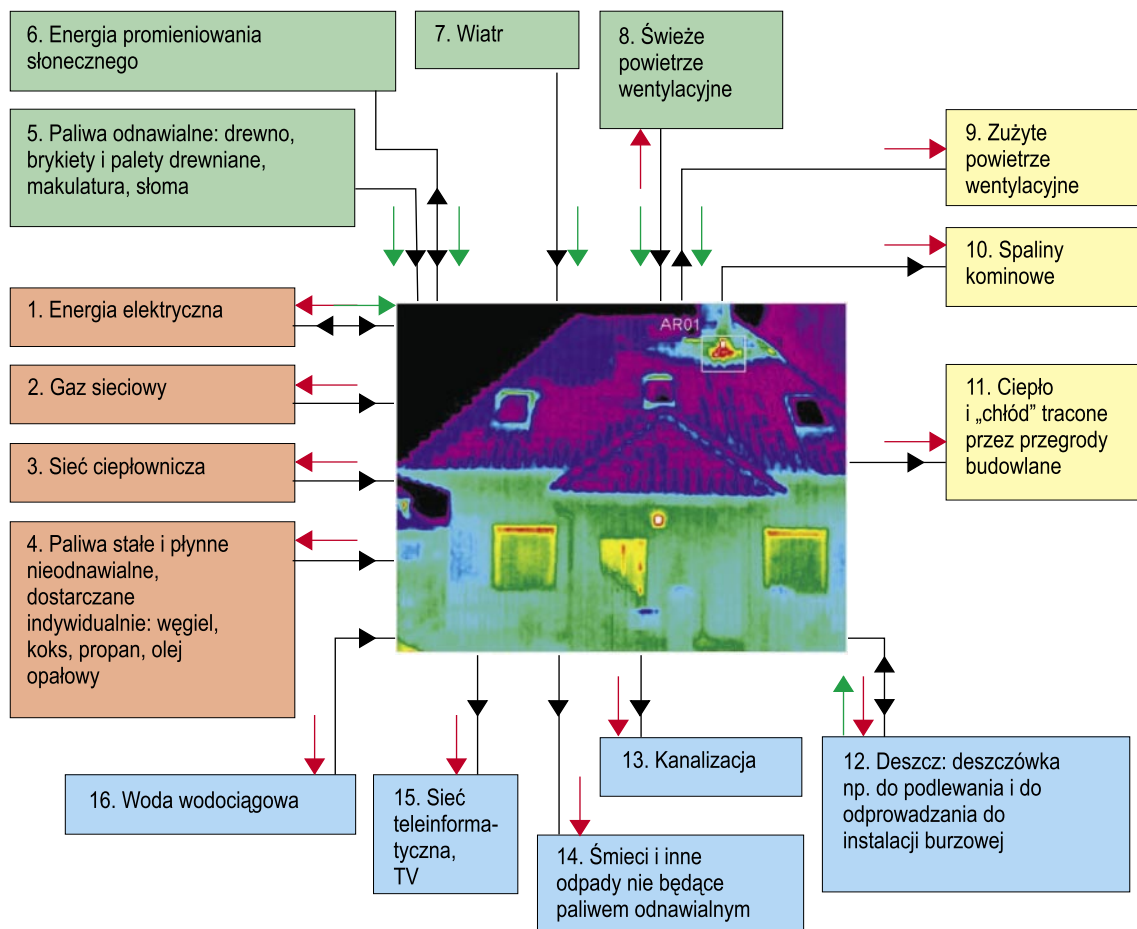 6. Energia promieniowania
słonecznego
7. Wiatr
8. Świeże
powietrze
wentylacyjne
5. Paliwa odnawialne: drewno,
brykiety i palety drewniane,
makulatura, słoma
9. Zużyte
powietrze
wentylacyjne
10. Spaliny
kominowe
1. Energia elektryczna
AR01
2. Gaz sieciowy
11. Ciepło
i „chłód” tracone
przez przegrody
budowlane
3. Sieć ciepłownicza
4. Paliwa stałe i płynne
nieodnawialne,
dostarczane
indywidualnie: węgiel,
koks, propan, olej
opałowy
13. Kanalizacja
12. Deszcz: deszczówka
np. do podlewania i do
odprowadzania do
instalacji burzowej
16. Woda wodociągowa
15. Sieć
teleinforma-
tyczna,
TV
14. Śmieci i inne
odpady nie będące
paliwem odnawialnym